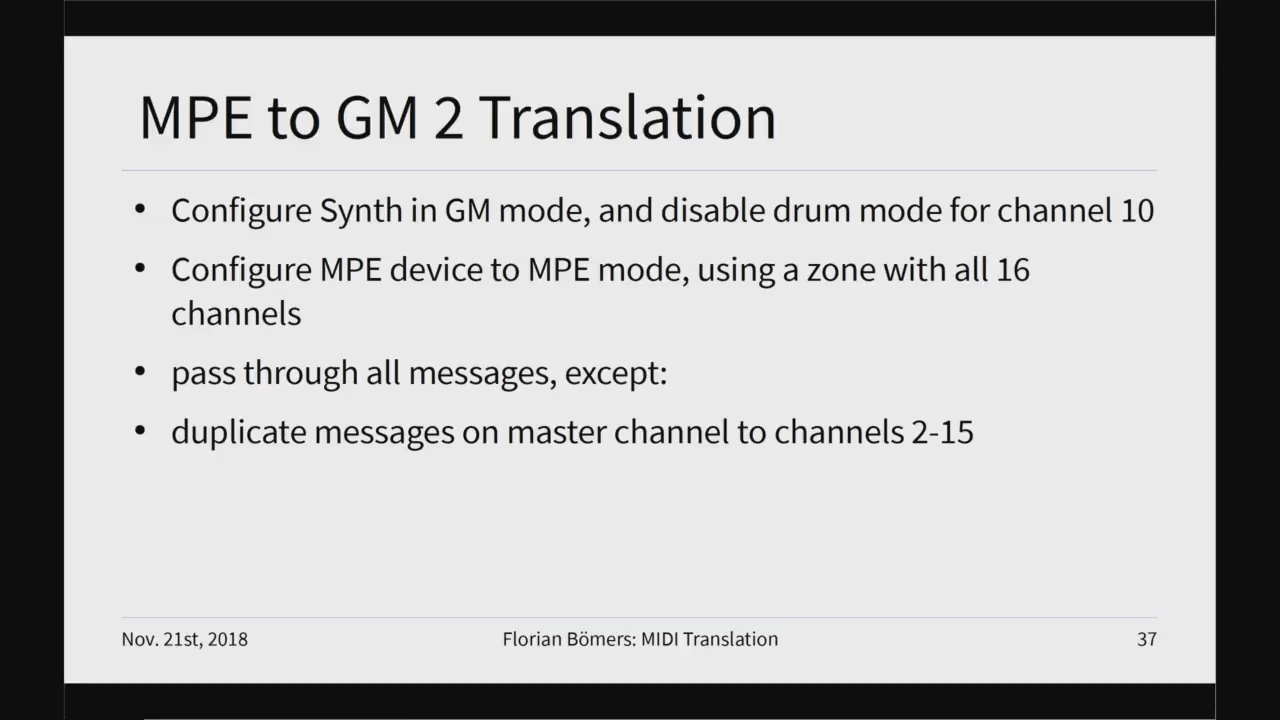 MPE to GM 2 Translation
• Configure Synth in GM mode, and disable drum mode for channel 10
• Configure MPE device to MPE mode, using a zone with all 16
channels
• pass through all messages, except:
• duplicate messages on master channel to channels 2-15
Nov. 21st, 2018 Florian Bömers: MIDI Translation 37